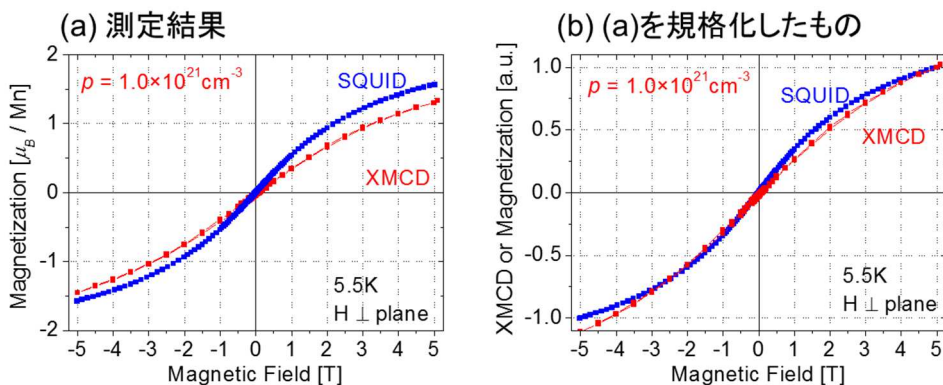 (a) 測定結果
Magnetization [μB / Mn]
2
1
0
-1
-2
p = 1.0×10²¹cm⁻³
SQUID
XMCD
5.5K
H ⊥ plane
-5 -4 -3 -2 -1 0 1 2 3 4 5
Magnetic Field [T]
(b) (a)を規格化したもの
XMCD or Magnetization [a.u.]
1.0
0.5
0.0
-0.5
-1.0
p = 1.0×10²¹cm⁻³
SQUID
XMCD
5.5K
H ⊥ plane
-5 -4 -3 -2 -1 0 1 2 3 4 5
Magnetic Field [T]